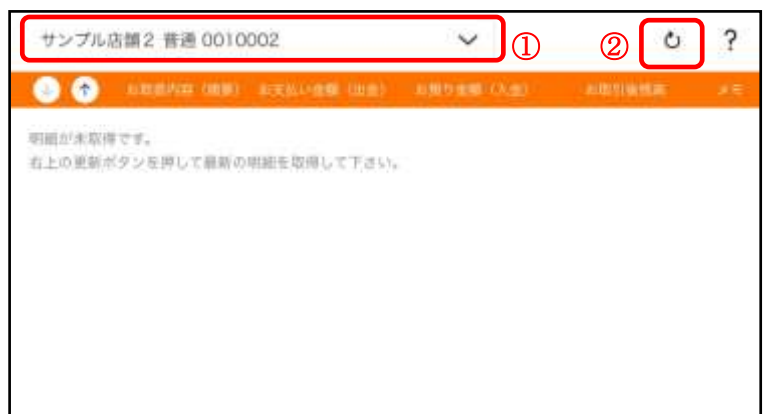 サンプル店舗2 普通 0010002
①
②
?
お取引内容（摘要） お支払い金額（出金） お預り金額（入金） お取引後残高 メモ
明細が未取得です。
右上の更新ボタンを押して最新の明細を取得して下さい。